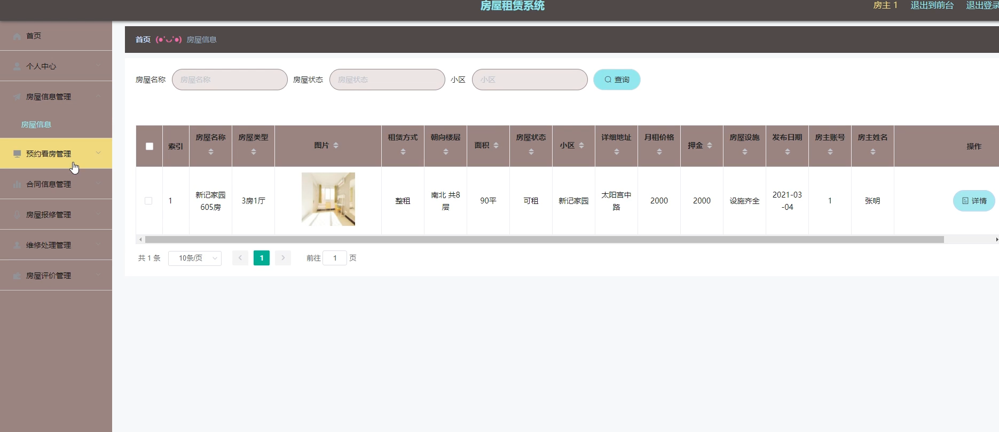 房屋租赁系统
房主 1 退出到前台 退出登录
首页
个人中心
房屋信息管理
房屋信息
预约看房管理
合同信息管理
房屋报修管理
维修处理管理
房屋评价管理
首页 (●'◡'●) 房屋信息
房屋名称 房屋名称 房屋状态 房屋状态 小区 小区 查询
索引 房屋名称 房屋类型 图片 租赁方式 朝向楼层 面积 房屋状态 小区 详细地址 月租价格 押金 房屋设施 发布日期 房主账号 房主姓名 操作
1 新记家园605房 3房1厅 整租 南北 共8层 90平 可租 新记家园 太阳宫中路 2000 2000 设施齐全 2021-03-04 1 张明 详情
共 1 条 10条/页 1 前往 1 页